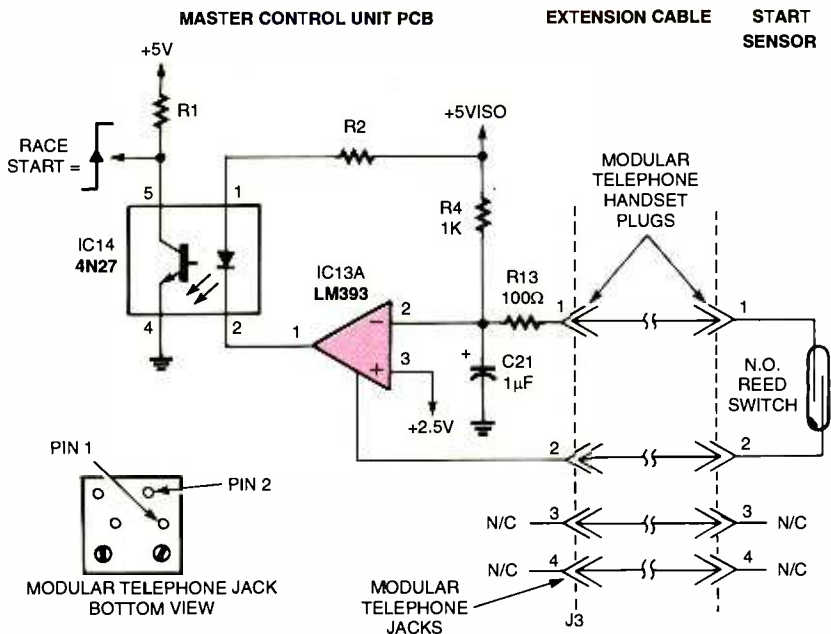 MASTER CONTROL UNIT PCB
EXTENSION CABLE
START
SENSOR
+5V
R1
RACE
START =
R2
+5VISO
MODULAR
TELEPHONE
HANDSET
PLUGS
5
1
R4
1K
IC14
4N27
IC13A
LM393
R13
100Ω
1
1
4
2
1
2
3
−
+
+
C21
1µF
+2.5V
N.O.
REED
SWITCH
2
2
PIN 1
PIN 2
N/C
3
3
N/C
N/C
4
4
N/C
MODULAR TELEPHONE JACK
BOTTOM VIEW
MODULAR
TELEPHONE
JACKS
J3